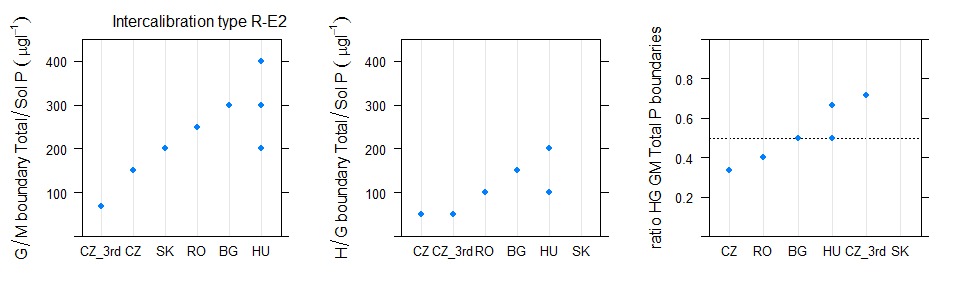 Intercalibration type R-E2
G/M boundary Total/Sol P ( μgl⁻¹)
400
300
200
100
CZ_3rd CZ SK RO BG HU
H/G boundary Total/Sol P ( μgl⁻¹)
400
300
200
100
CZ CZ_3rd RO BG HU SK
ratio HG GM Total P boundaries
0.8
0.6
0.4
0.2
CZ RO BG HU CZ_3rd SK